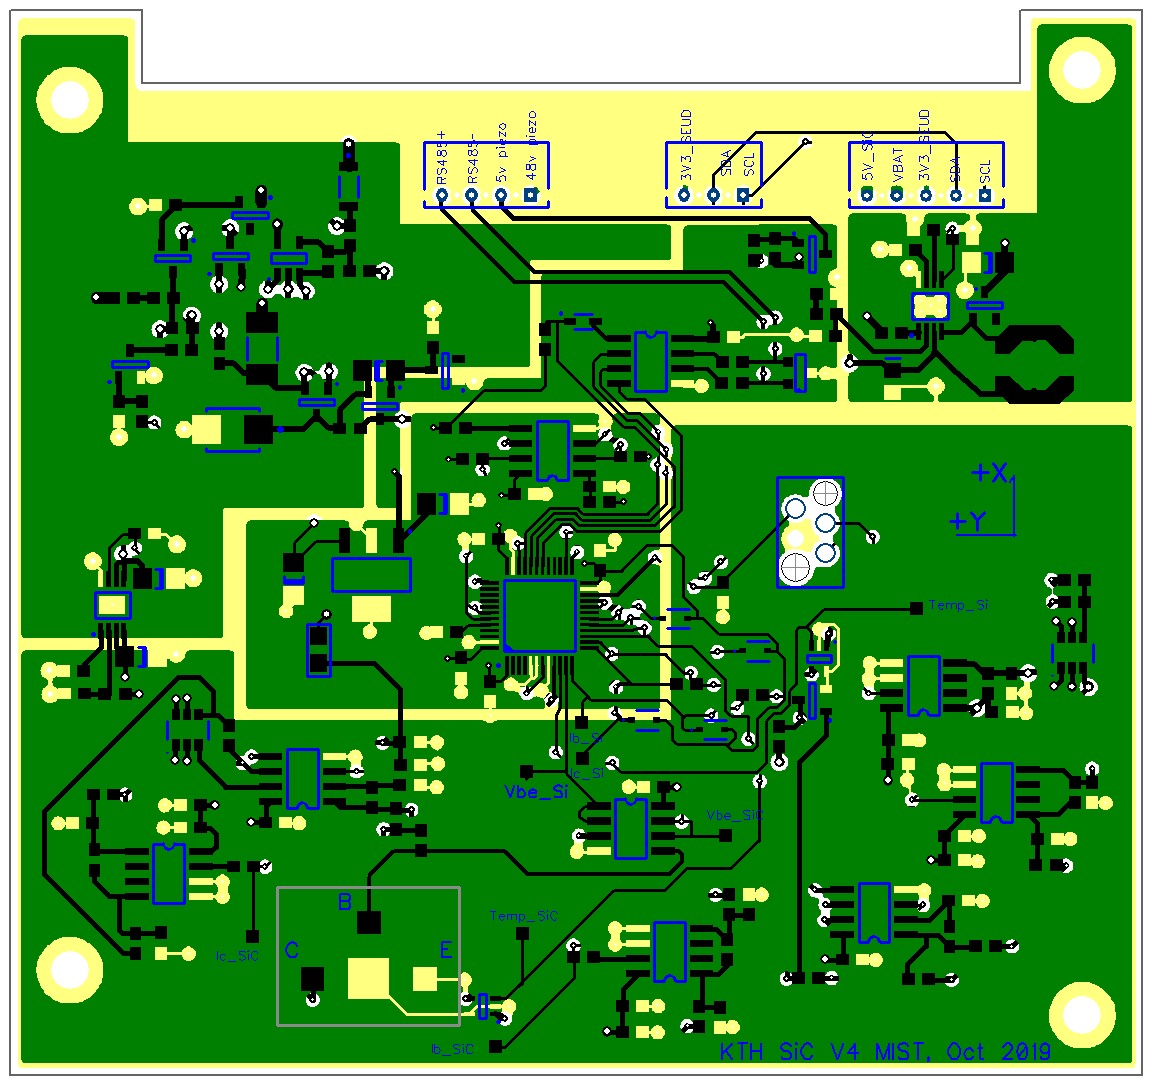 RS485+
RS485-
5v piezo
48v piezo
3V3_SEUD
SDA
SCL
5V_SiC
VBAT
3V3_SEUD
SDA
SCL
+X
+Y
Temp_Si
Ib_Si
Ic_Si
Vbe_Si
Vbe_SiC
B
Temp_SiC
C
E
Ic_SiC
Ib_SiC
KTH SiC V4 MIST, Oct 2019